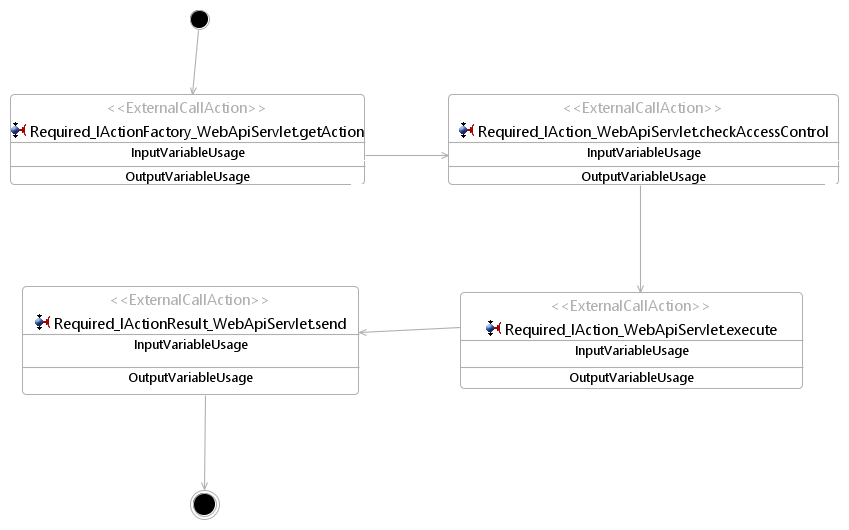 <<ExternalCallAction>>
Required_IActionFactory_WebApiServlet.getAction
InputVariableUsage
OutputVariableUsage
<<ExternalCallAction>>
Required_IAction_WebApiServlet.checkAccessControl
InputVariableUsage
OutputVariableUsage
<<ExternalCallAction>>
Required_IActionResult_WebApiServlet.send
InputVariableUsage
OutputVariableUsage
<<ExternalCallAction>>
Required_IAction_WebApiServlet.execute
InputVariableUsage
OutputVariableUsage